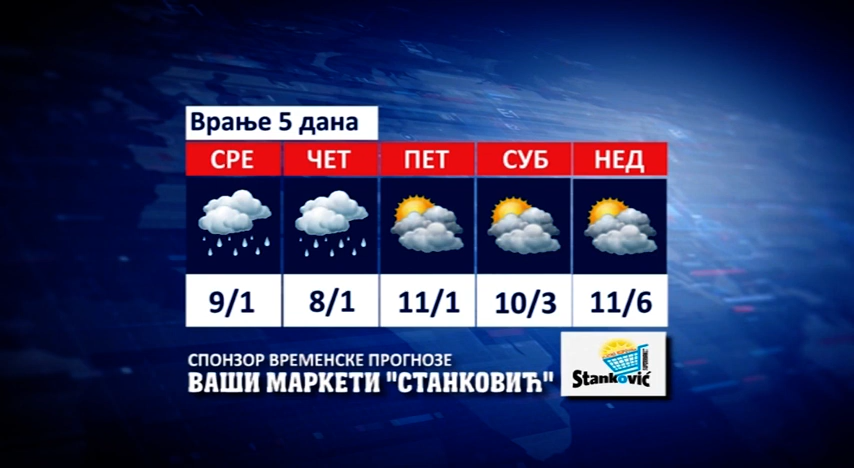 Врање 5 дана
СРЕ ЧЕТ ПЕТ СУБ НЕД
9/1 8/1 11/1 10/3 11/6
СПОНЗОР ВРЕМЕНСКЕ ПРОГНОЗЕ
ВАШИ МАРКЕТИ "СТАНКОВИЋ"
Stanković